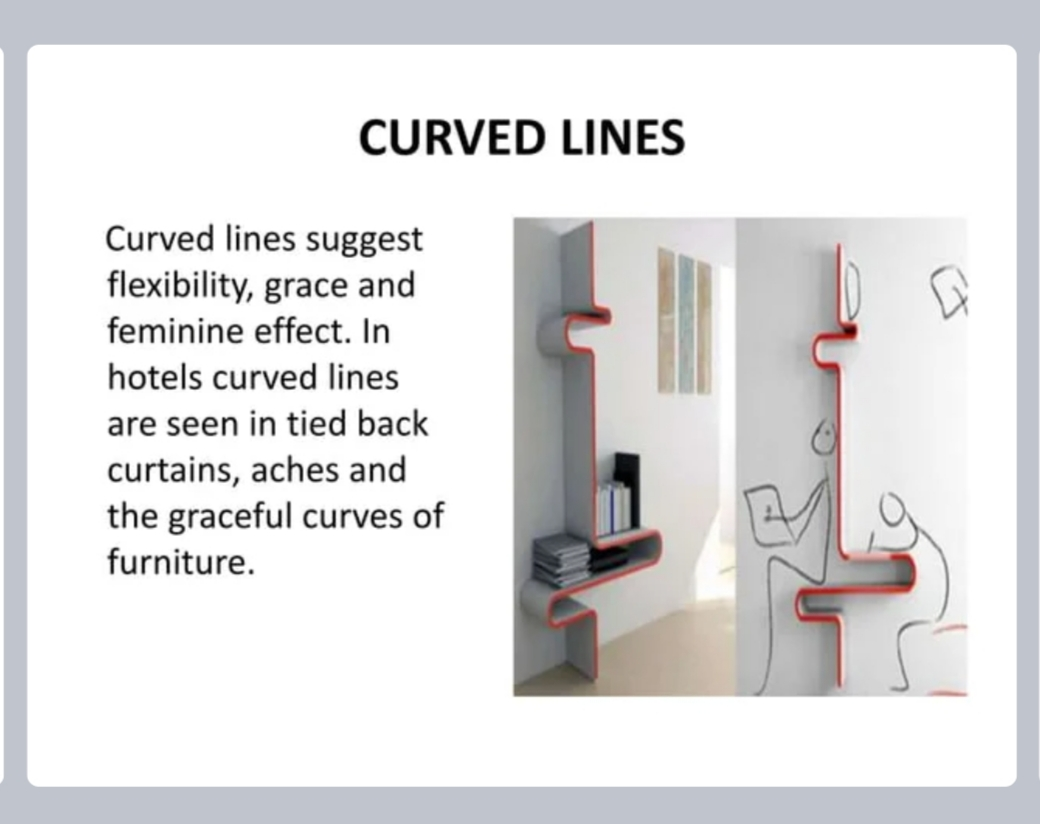 CURVED LINES
Curved lines suggest
flexibility, grace and
feminine effect. In
hotels curved lines
are seen in tied back
curtains, aches and
the graceful curves of
furniture.